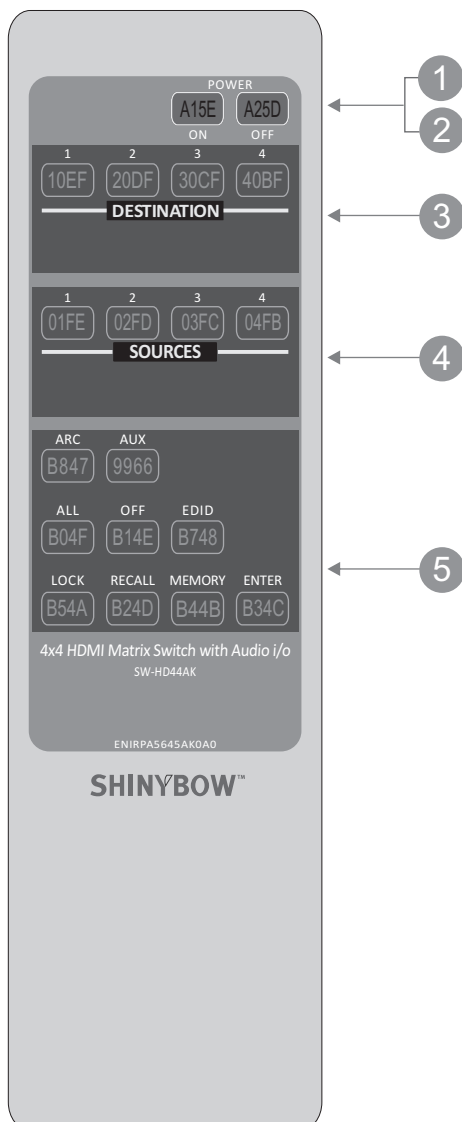 POWER
A15E A25D
ON OFF
1 2 3 4
10EF 20DF 30CF 40BF
DESTINATION
1 2 3 4
01FE 02FD 03FC 04FB
SOURCES
ARC AUX
B847 9966
ALL OFF EDID
B04F B14E B748
LOCK RECALL MEMORY ENTER
B54A B24D B44B B34C
4x4 HDMI Matrix Switch with Audio i/o
SW-HD44AK
ENIRPA5645AK0A0
SHINYBOW™
1
2
3
4
5